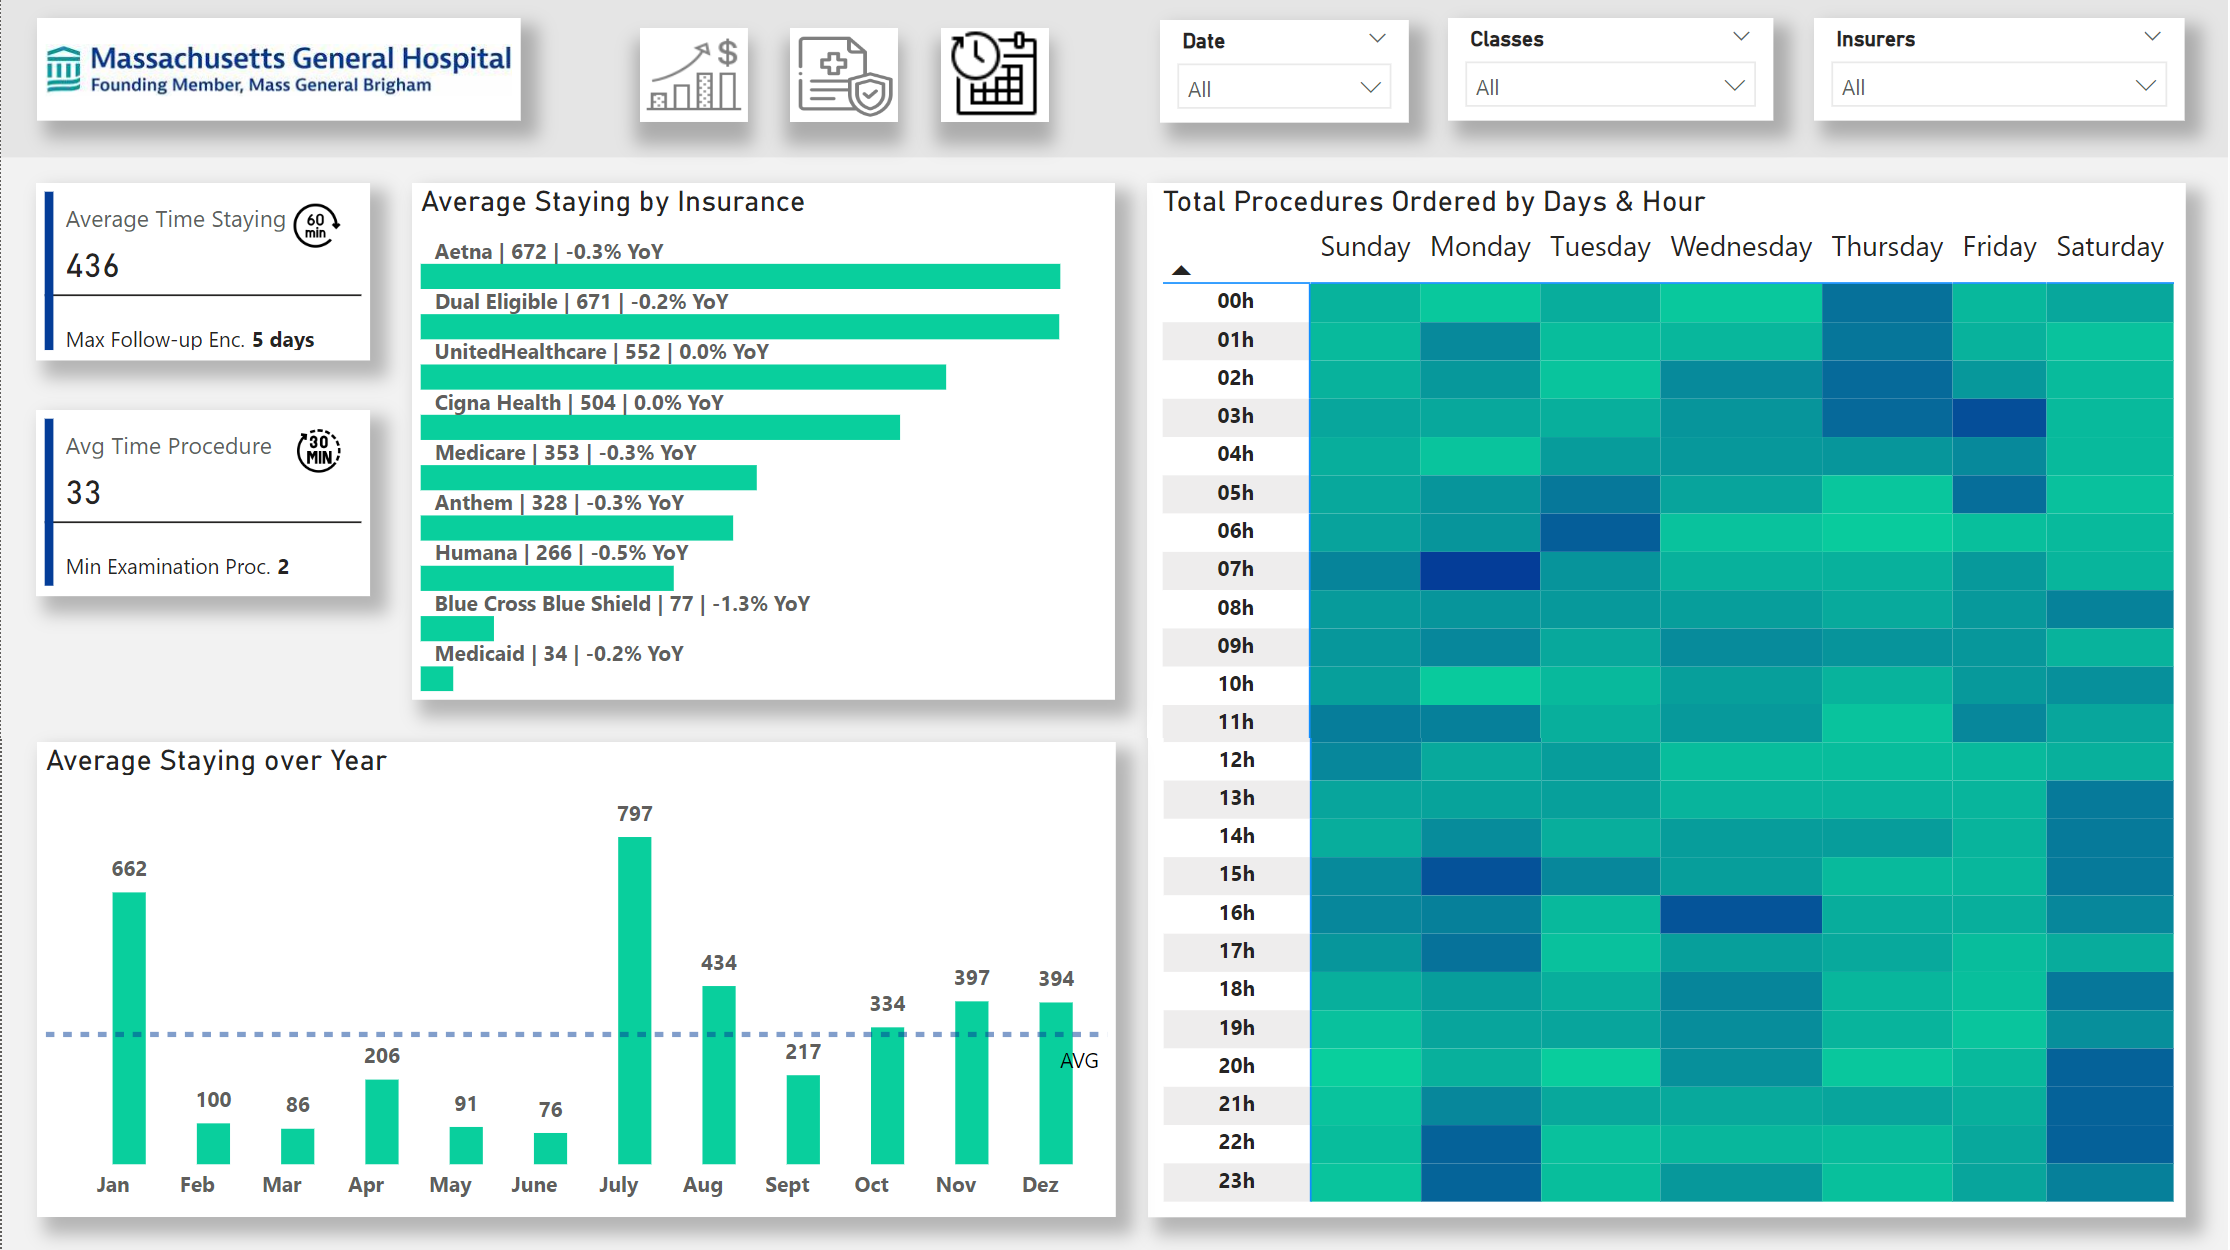 Massachusetts General Hospital
Founding Member, Mass General Brigham
$
Date
All
Classes
All
Insurers
All
Average Time Staying
60 min
436
Max Follow-up Enc. 5 days
Avg Time Procedure
30 MIN
33
Min Examination Proc. 2
Average Staying by Insurance
Aetna | 672 | -0.3% YoY
Dual Eligible | 671 | -0.2% YoY
UnitedHealthcare | 552 | 0.0% YoY
Cigna Health | 504 | 0.0% YoY
Medicare | 353 | -0.3% YoY
Anthem | 328 | -0.3% YoY
Humana | 266 | -0.5% YoY
Blue Cross Blue Shield | 77 | -1.3% YoY
Medicaid | 34 | -0.2% YoY
Average Staying over Year
662
100
86
206
91
76
797
434
217
334
397
394
AVG
Jan Feb Mar Apr May June July Aug Sept Oct Nov Dez
Total Procedures Ordered by Days & Hour
Sunday Monday Tuesday Wednesday Thursday Friday Saturday
00h
01h
02h
03h
04h
05h
06h
07h
08h
09h
10h
11h
12h
13h
14h
15h
16h
17h
18h
19h
20h
21h
22h
23h